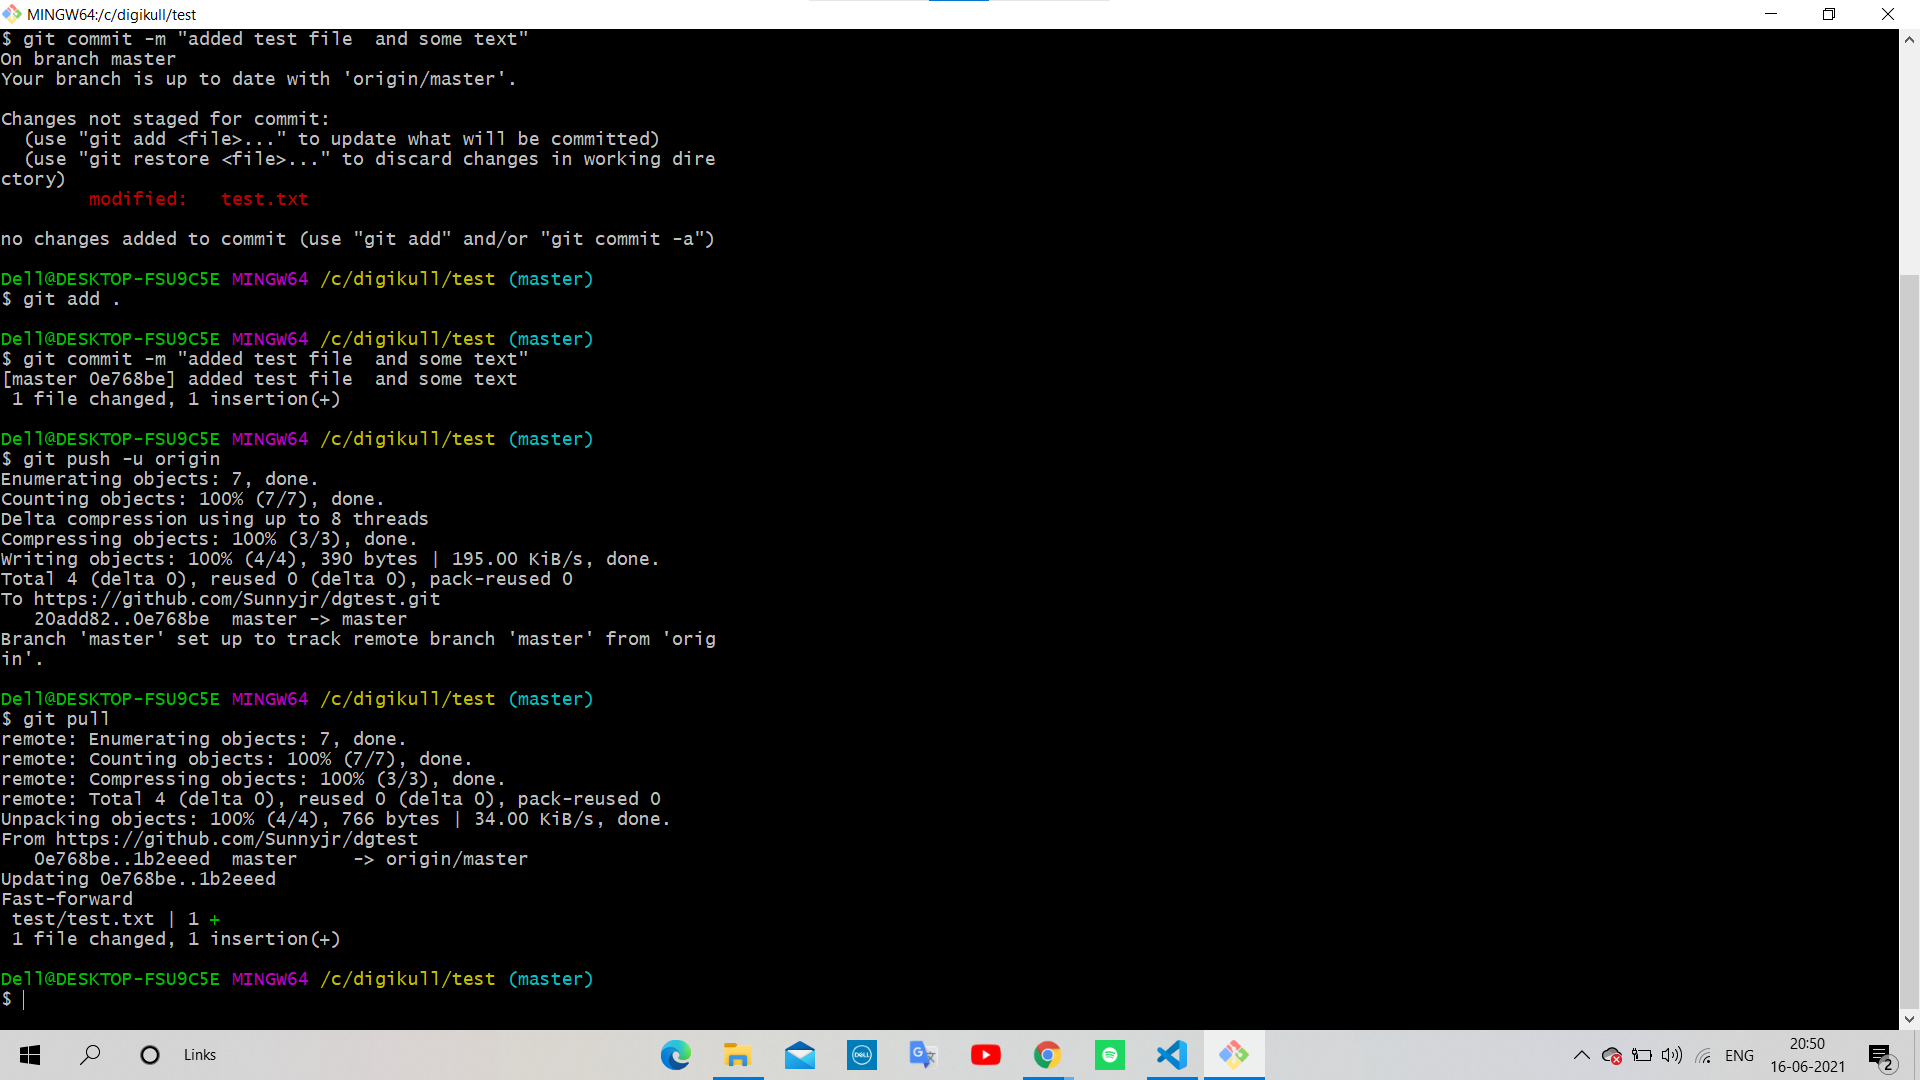 MINGW64:/c/digikull/test
$ git commit -m "added test file  and some text"
On branch master
Your branch is up to date with 'origin/master'.
Changes not staged for commit:
  (use "git add <file>..." to update what will be committed)
  (use "git restore <file>..." to discard changes in working dire
ctory)
        modified:   test.txt
no changes added to commit (use "git add" and/or "git commit -a")
Dell@DESKTOP-FSU9C5E MINGW64 /c/digikull/test (master)
$ git add .
Dell@DESKTOP-FSU9C5E MINGW64 /c/digikull/test (master)
$ git commit -m "added test file  and some text"
[master 0e768be] added test file  and some text
 1 file changed, 1 insertion(+)
Dell@DESKTOP-FSU9C5E MINGW64 /c/digikull/test (master)
$ git push -u origin
Enumerating objects: 7, done.
Counting objects: 100% (7/7), done.
Delta compression using up to 8 threads
Compressing objects: 100% (3/3), done.
Writing objects: 100% (4/4), 390 bytes | 195.00 KiB/s, done.
Total 4 (delta 0), reused 0 (delta 0), pack-reused 0
To https://github.com/Sunnyjr/dgtest.git
   20add82..0e768be  master -> master
Branch 'master' set up to track remote branch 'master' from 'orig
in'.
Dell@DESKTOP-FSU9C5E MINGW64 /c/digikull/test (master)
$ git pull
remote: Enumerating objects: 7, done.
remote: Counting objects: 100% (7/7), done.
remote: Compressing objects: 100% (3/3), done.
remote: Total 4 (delta 0), reused 0 (delta 0), pack-reused 0
Unpacking objects: 100% (4/4), 766 bytes | 34.00 KiB/s, done.
From https://github.com/Sunnyjr/dgtest
   0e768be..1b2eeed  master     -> origin/master
Updating 0e768be..1b2eeed
Fast-forward
 test/test.txt | 1 +
 1 file changed, 1 insertion(+)
Dell@DESKTOP-FSU9C5E MINGW64 /c/digikull/test (master)
$
Links
DELL
G
ENG
20:50
16-06-2021
2